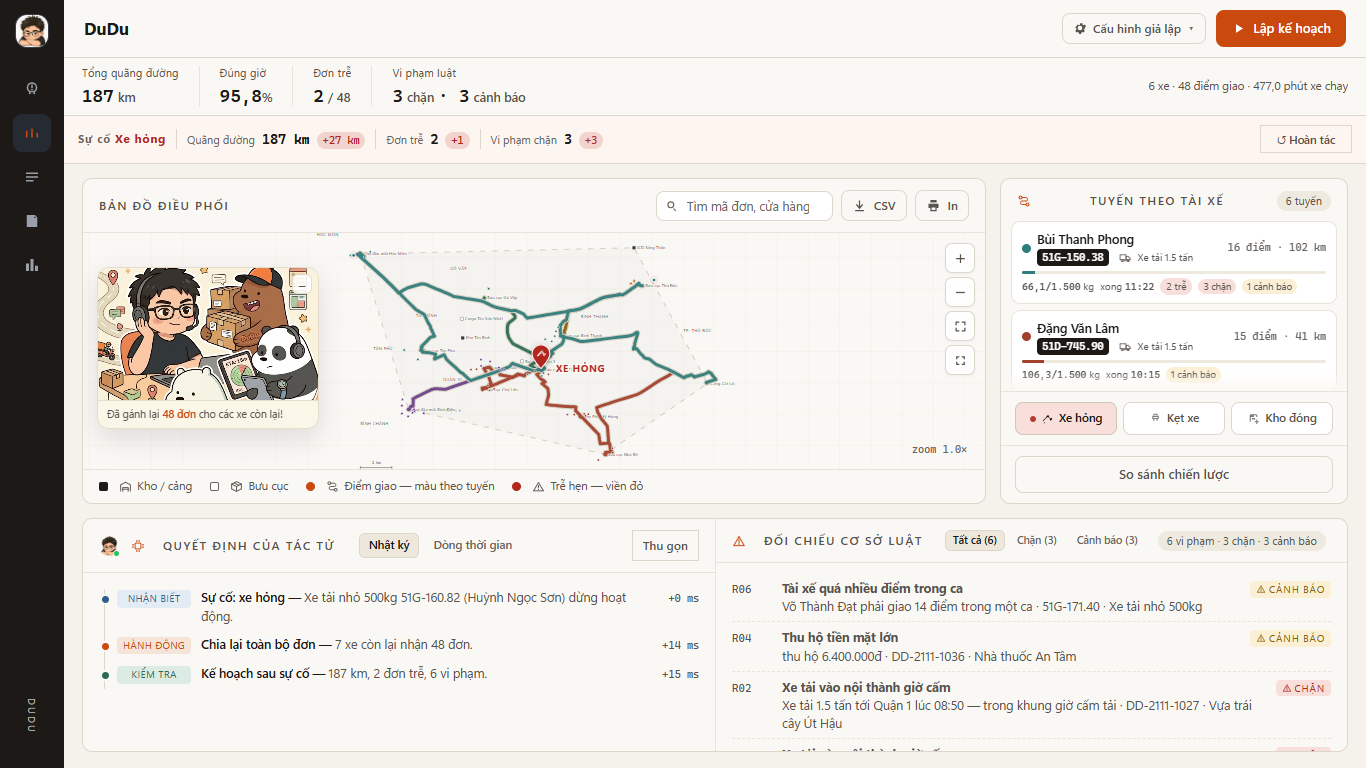 DuDu
Cấu hình giả lập
Lập kế hoạch
Tổng quãng đường
187 km
Đúng giờ
95,8%
Đơn trễ
2 / 48
Vi phạm luật
3 chặn · 3 cảnh báo
6 xe · 48 điểm giao · 477,0 phút xe chạy
Sự cố Xe hỏng
Quãng đường 187 km +27 km
Đơn trễ 2 +1
Vi phạm chặn 3 +3
↺ Hoàn tác
BẢN ĐỒ ĐIỀU PHỐI
Tìm mã đơn, cửa hàng
CSV
In
HÓC MÔN
GÒ VẤP
BÌNH THẠNH
TP. THỦ ĐỨC
TÂN PHÚ
BÌNH CHÁNH
XE HỎNG
2 km
Đã gánh lại 48 đơn cho các xe còn lại!
+
−
zoom 1.0×
Kho / cảng
Bưu cục
Điểm giao — màu theo tuyến
Trễ hẹn — viền đỏ
TUYẾN THEO TÀI XẾ
6 tuyến
Bùi Thanh Phong
16 điểm · 102 km
51G-150.38
Xe tải 1.5 tấn
66,1/1.500 kg xong 11:22 2 trễ 3 chặn 1 cảnh báo
Đặng Văn Lâm
15 điểm · 41 km
51D-745.90
Xe tải 1.5 tấn
106,3/1.500 kg xong 10:15 1 cảnh báo
Xe hỏng
Kẹt xe
Kho đóng
So sánh chiến lược
QUYẾT ĐỊNH CỦA TÁC TỬ
Nhật ký
Dòng thời gian
Thu gọn
NHẬN BIẾT
Sự cố: xe hỏng — Xe tải nhỏ 500kg 51G-160.82 (Huỳnh Ngọc Sơn) dừng hoạt
động.
+0 ms
HÀNH ĐỘNG
Chia lại toàn bộ đơn — 7 xe còn lại nhận 48 đơn.
+14 ms
KIỂM TRA
Kế hoạch sau sự cố — 187 km, 2 đơn trễ, 6 vi phạm.
+15 ms
ĐỐI CHIẾU CƠ SỞ LUẬT
Tất cả (6)
Chặn (3)
Cảnh báo (3)
6 vi phạm · 3 chặn · 3 cảnh báo
R06
Tài xế quá nhiều điểm trong ca
CẢNH BÁO
Võ Thành Đạt phải giao 14 điểm trong một ca · 51G-171.40 · Xe tải nhỏ 500kg
R04
Thu hộ tiền mặt lớn
CẢNH BÁO
thu hộ 6.400.000đ · DD-2111-1036 · Nhà thuốc An Tâm
R02
Xe tải vào nội thành giờ cấm
CHẶN
Xe tải 1.5 tấn tới Quận 1 lúc 08:50 — trong khung giờ cấm tải · DD-2111-1027 · Vựa trái
cây Út Hậu
DUDU